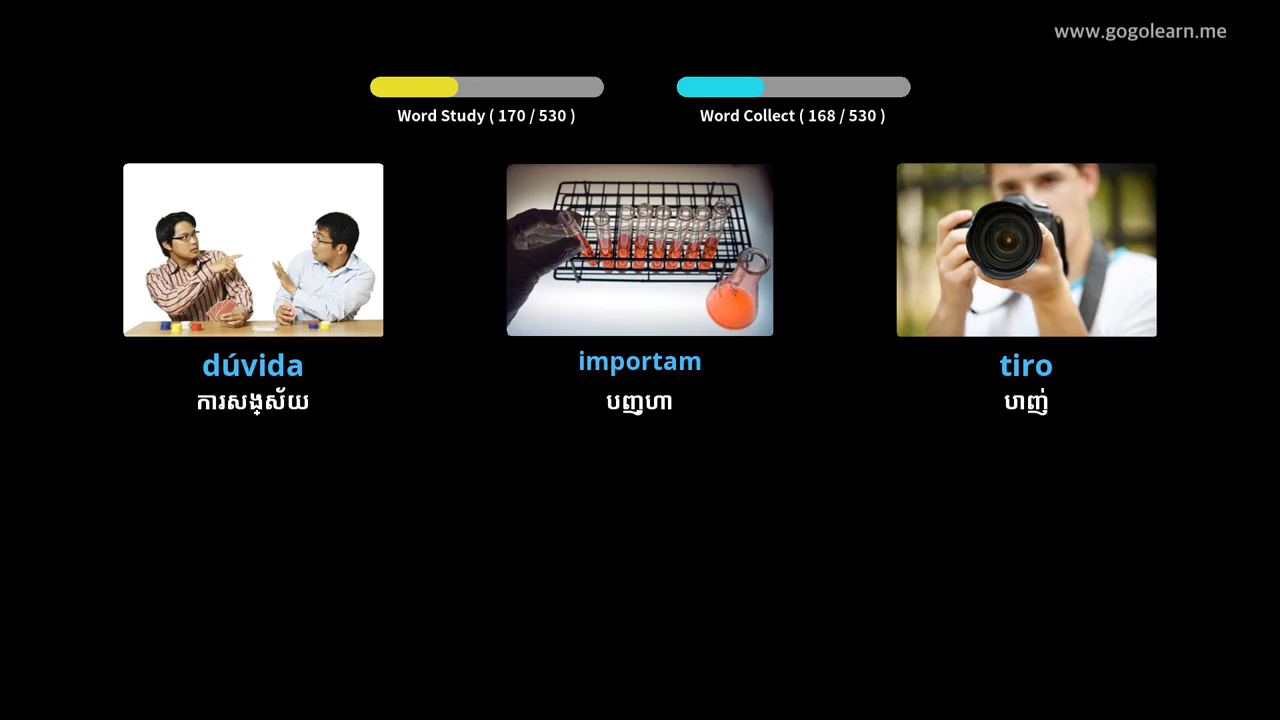 www.gogolearn.me
Word Study ( 170 / 530 )
Word Collect ( 168 / 530 )
dúvida
importam
tiro
ការសង្ស័យ
បញ្ហា
បាញ់